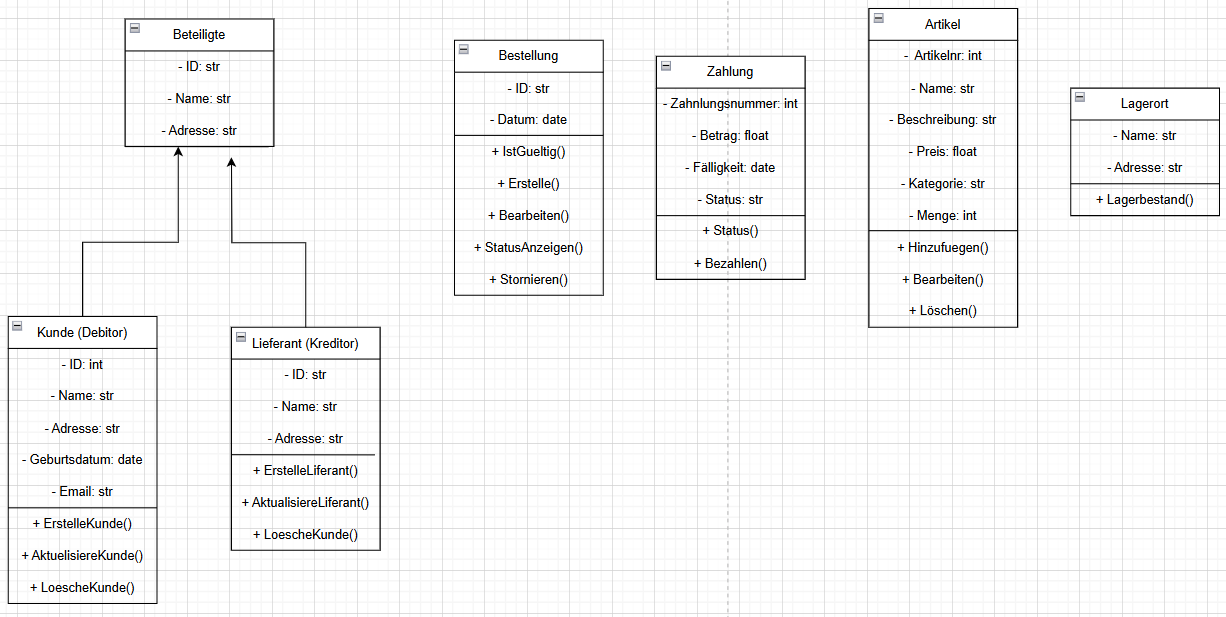 Beteiligte
- ID: str
- Name: str
- Adresse: str
Kunde (Debitor)
- ID: int
- Name: str
- Adresse: str
- Geburtsdatum: date
- Email: str
+ ErstelleKunde()
+ AktuelisiereKunde()
+ LoescheKunde()
Lieferant (Kreditor)
- ID: str
- Name: str
- Adresse: str
+ ErstelleLiferant()
+ AktualisiereLiferant()
+ LoescheKunde()
Bestellung
- ID: str
- Datum: date
+ IstGueltig()
+ Erstelle()
+ Bearbeiten()
+ StatusAnzeigen()
+ Stornieren()
Zahlung
- Zahnlungsnummer: int
- Betrag: float
- Fälligkeit: date
- Status: str
+ Status()
+ Bezahlen()
Artikel
- Artikelnr: int
- Name: str
- Beschreibung: str
- Preis: float
- Kategorie: str
- Menge: int
+ Hinzufuegen()
+ Bearbeiten()
+ Löschen()
Lagerort
- Name: str
- Adresse: str
+ Lagerbestand()